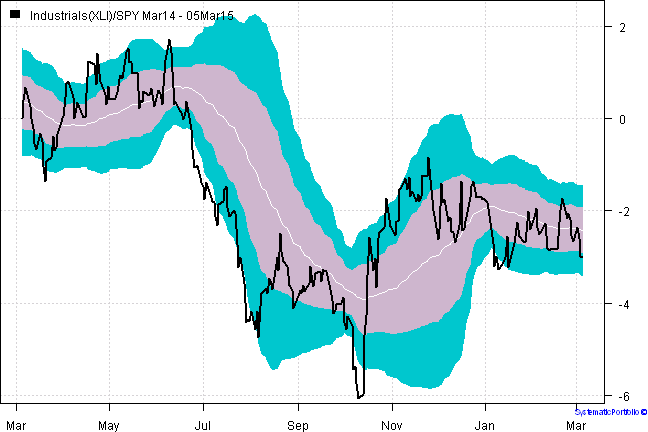 Industrials(XLI)/SPY Mar14 - 05Mar15
2
0
-2
-4
-6
Mar May Jul Sep Nov Jan Mar
©SystematicPortfolio